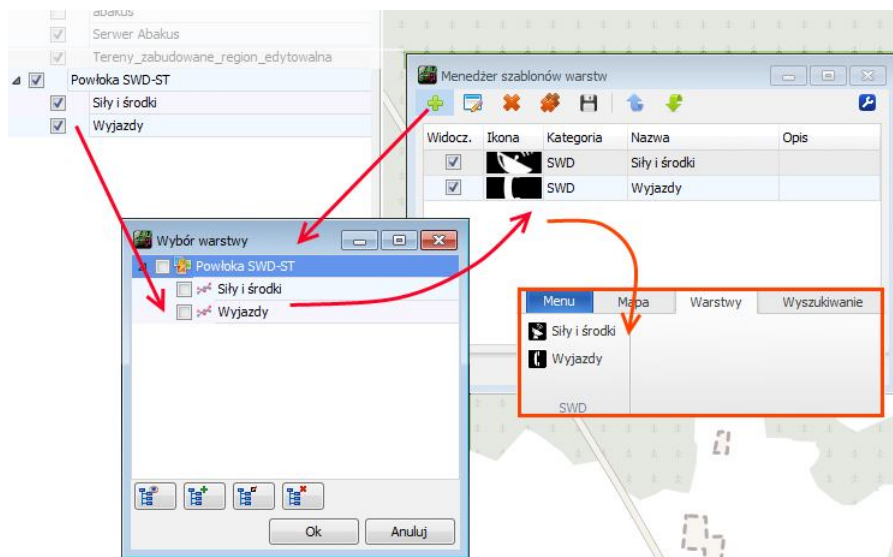 abakus
Serwer Abakus
Tereny_zabudowane_region_edytowalna
Powłoka SWD-ST
Siły i środki
Wyjazdy
Menedżer szablonów warstw
Widocz. Ikona Kategoria Nazwa Opis
SWD Siły i środki
SWD Wyjazdy
Wybór warstwy
Powłoka SWD-ST
Siły i środki
Wyjazdy
Ok Anuluj
Menu Mapa Warstwy Wyszukiwanie
Siły i środki
Wyjazdy
SWD